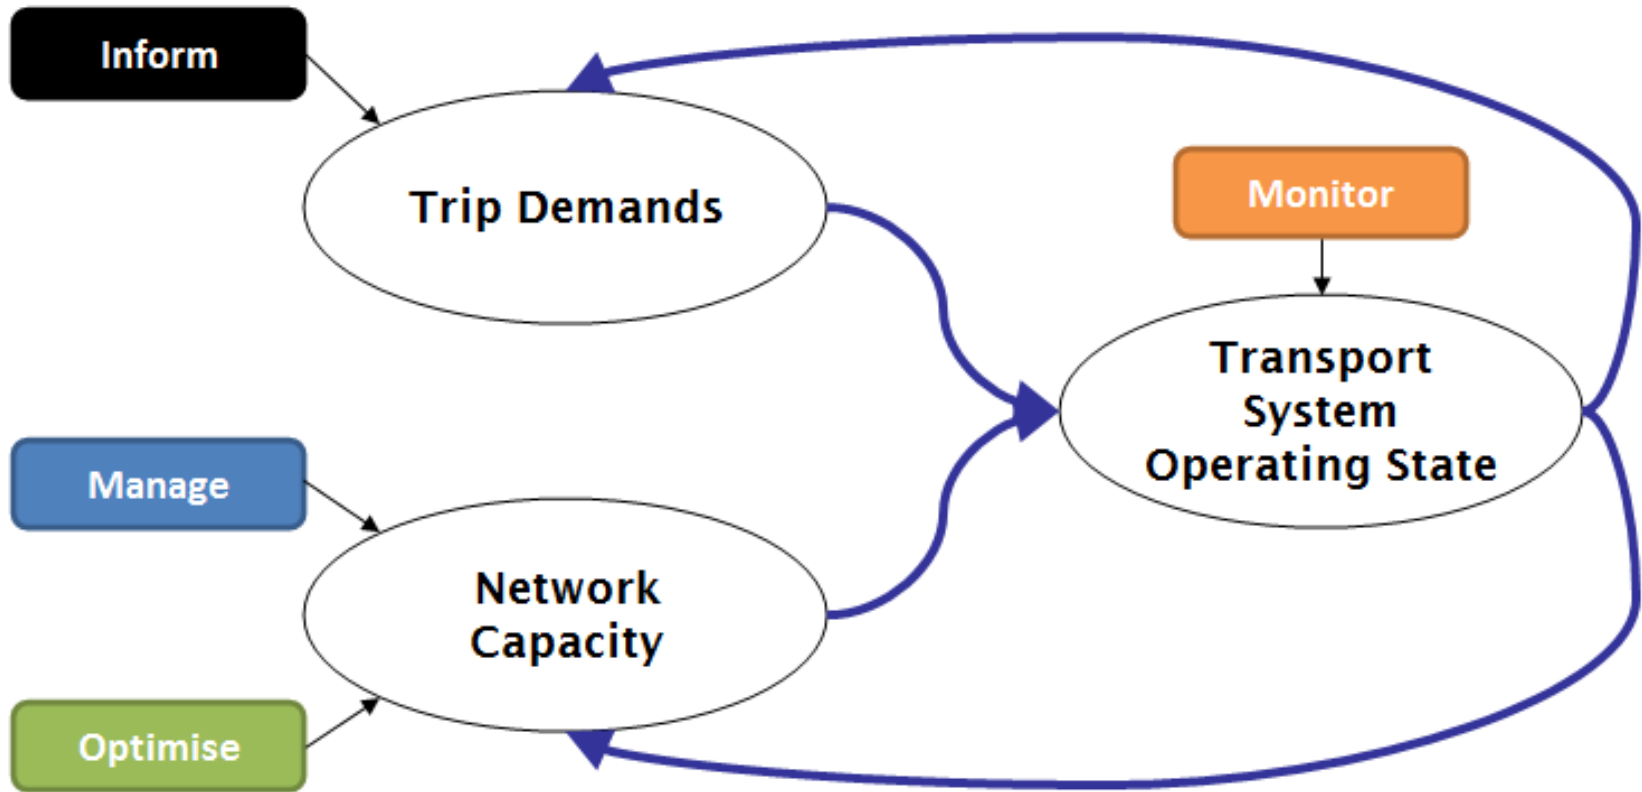 Inform
Trip Demands
Monitor
Transport
System
Operating State
Manage
Network
Capacity
Optimise